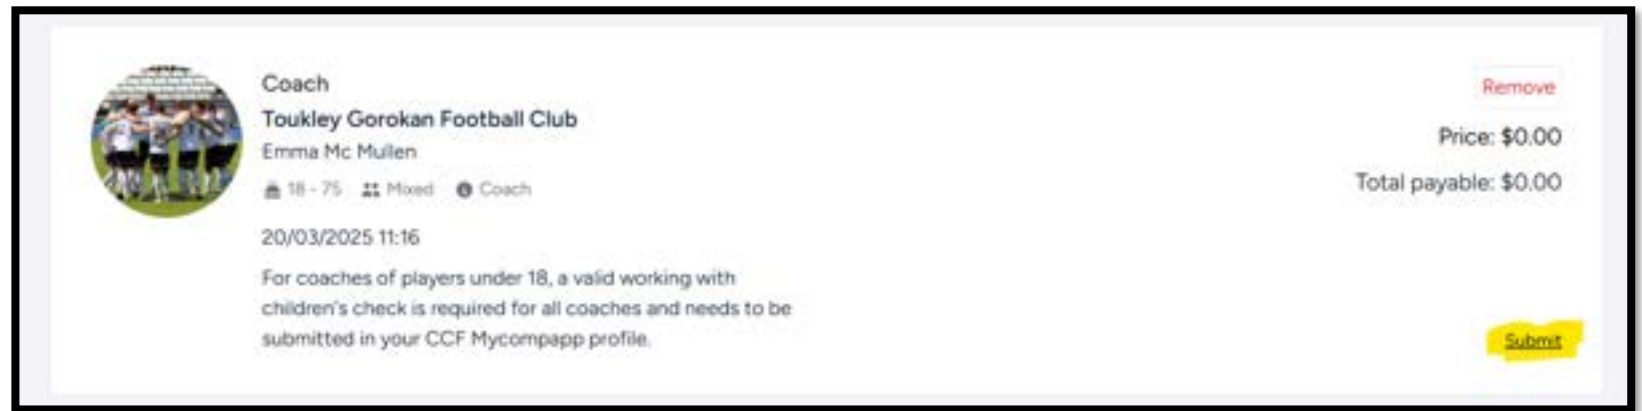 Coach
Remove
Toukley Gorokan Football Club
Price: $0.00
Emma Mc Mullen
Total payable: $0.00
18 - 75 Mixed Coach
20/03/2025 11:16
For coaches of players under 18, a valid working with
children's check is required for all coaches and needs to be
submitted in your CCF Mycompapp profile.
Submit